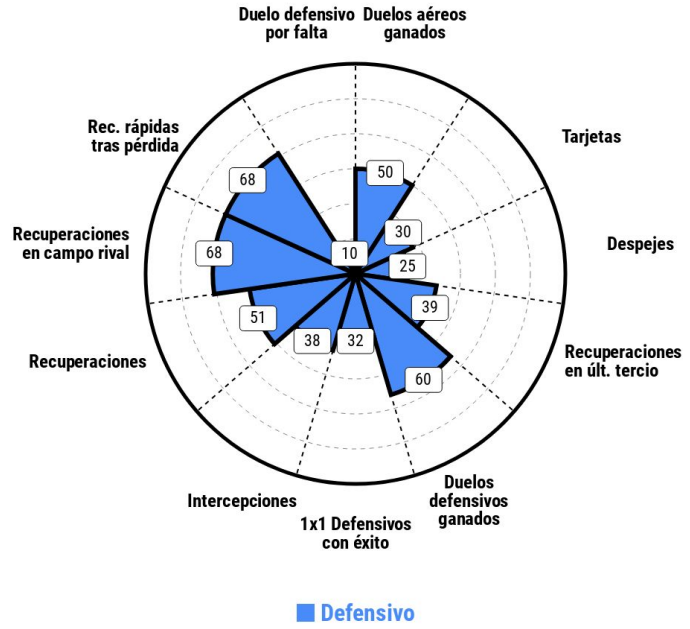 Duelo defensivo
por falta
Duelos aéreos
ganados
Tarjetas
Despejes
Recuperaciones
en últ. tercio
Duelos
defensivos
ganados
1x1 Defensivos
con éxito
Intercepciones
Recuperaciones
Recuperaciones
en campo rival
Rec. rápidas
tras pérdida
50
30
25
39
60
32
38
51
68
68
10
Defensivo